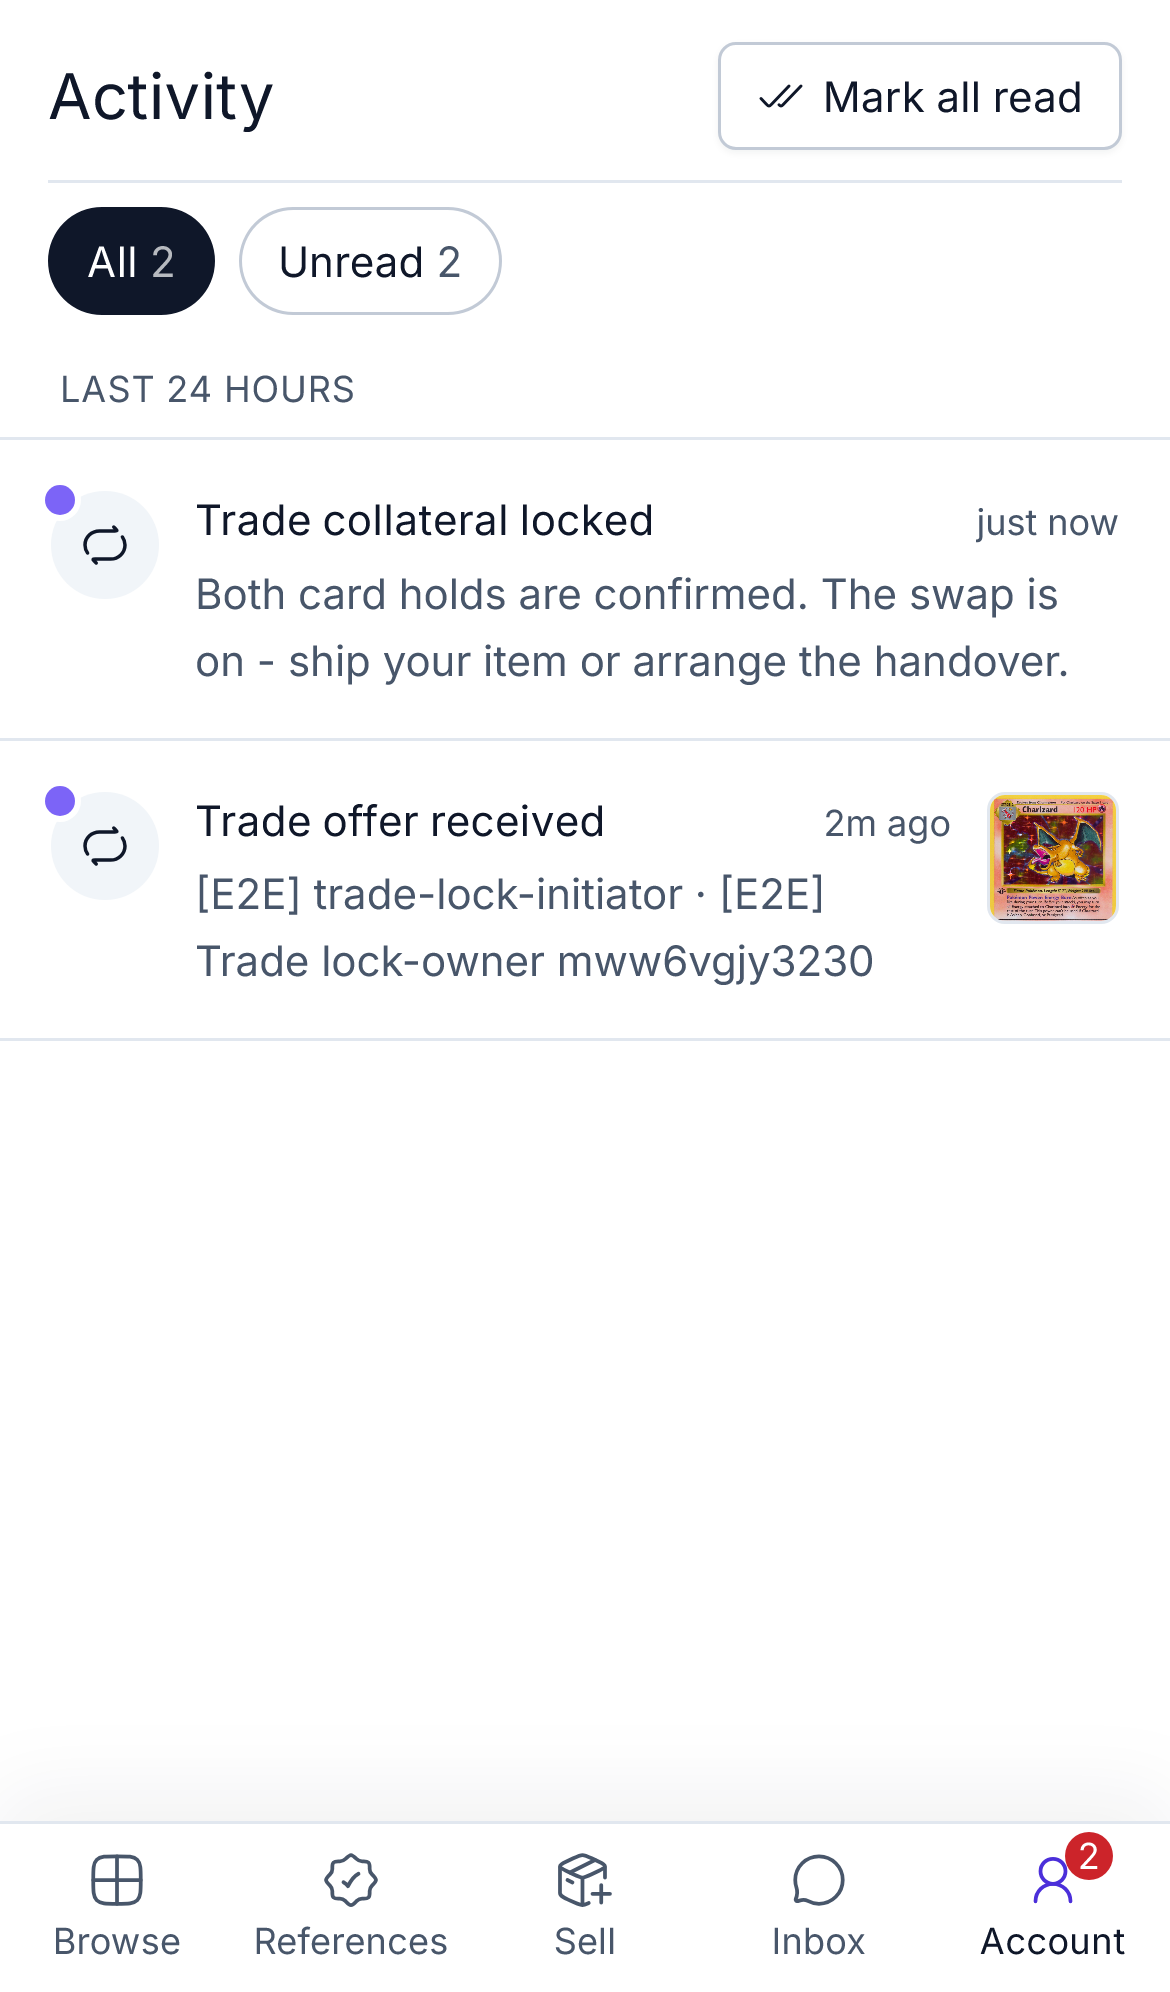 Activity
Mark all read
All 2
Unread 2
LAST 24 HOURS
Trade collateral locked
just now
Both card holds are confirmed. The swap is
on - ship your item or arrange the handover.
Trade offer received
2m ago
[E2E] trade-lock-initiator · [E2E]
Trade lock-owner mww6vgjy3230
Charizard
120 HP
Browse
References
Sell
Inbox
2
Account